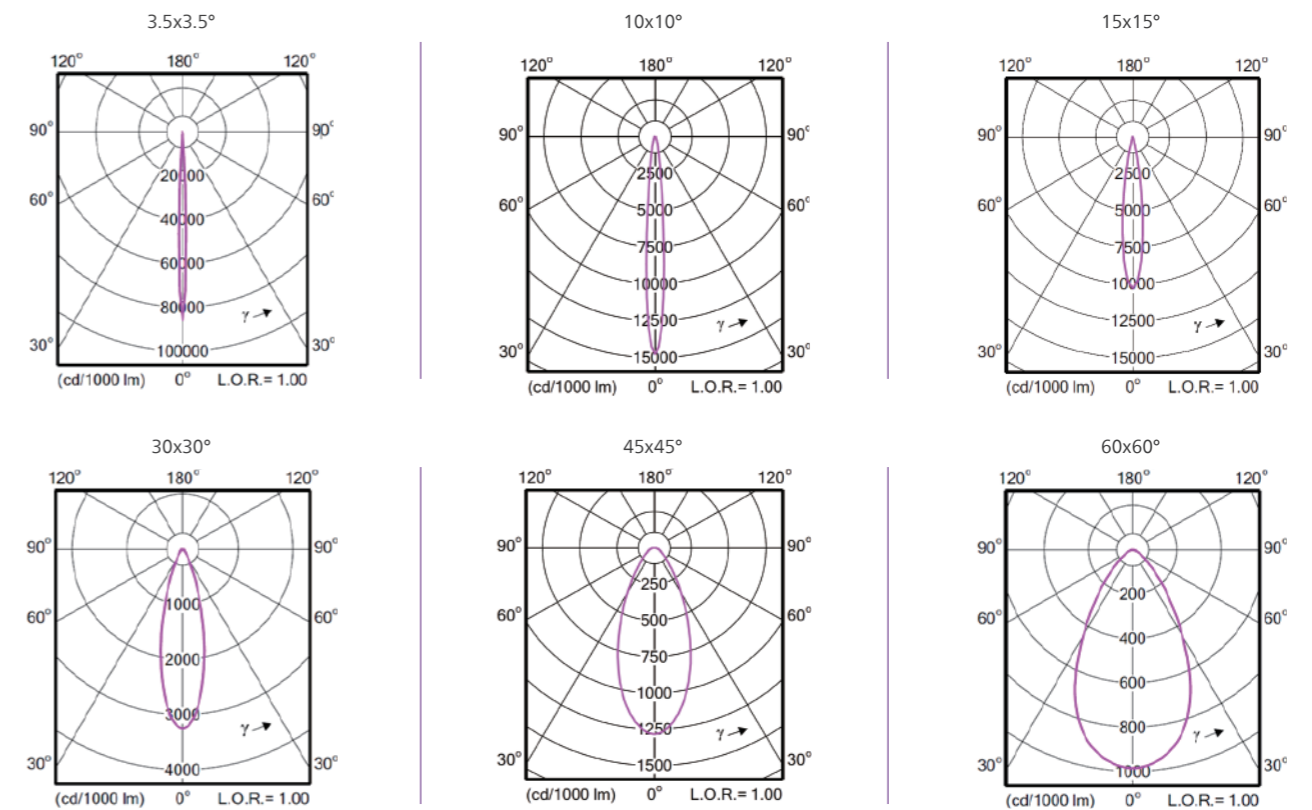 3.5x3.5°
120° 180° 120°
90° 90°
20000
60° 60°
40000
60000
80000
γ
30° 100000 30°
(cd/1000 lm) 0° L.O.R.= 1.00
10x10°
120° 180° 120°
90° 90°
2500
60° 5000 60°
7500
10000
12500
γ
30° 15000 30°
(cd/1000 lm) 0° L.O.R.= 1.00
15x15°
120° 180° 120°
90° 90°
2500
60° 5000 60°
7500
10000
12500
γ
30° 15000 30°
(cd/1000 lm) 0° L.O.R.= 1.00
30x30°
120° 180° 120°
90° 90°
1000
60° 60°
2000
3000
γ
30° 4000 30°
(cd/1000 lm) 0° L.O.R.= 1.00
45x45°
120° 180° 120°
90° 90°
250
60° 500 60°
750
1000
1250
γ
30° 1500 30°
(cd/1000 lm) 0° L.O.R.= 1.00
60x60°
120° 180° 120°
90° 90°
200
60° 60°
400
600
800
γ
30° 1000 30°
(cd/1000 lm) 0° L.O.R.= 1.00